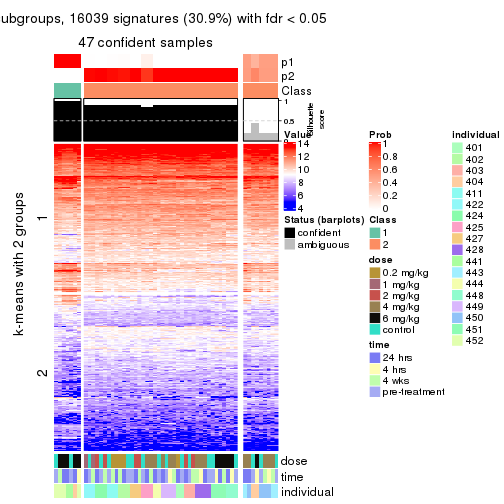 ubgroups, 16039 signatures (30.9%) with fdr < 0.05
47 confident samples
p1
p2
Class
1
0.5
0
Silhouette
score
k-means with 2 groups
1
2
dose
time
individual
Value
14
12
10
8
6
4
Status (barplots)
confident
ambiguous
Prob
1
0.8
0.6
0.4
0.2
0
Class
1
2
dose
0.2 mg/kg
1 mg/kg
2 mg/kg
4 mg/kg
6 mg/kg
control
time
24 hrs
4 hrs
4 wks
pre-treatment
individual
401
402
403
404
411
422
424
425
427
428
441
443
444
448
449
450
451
452